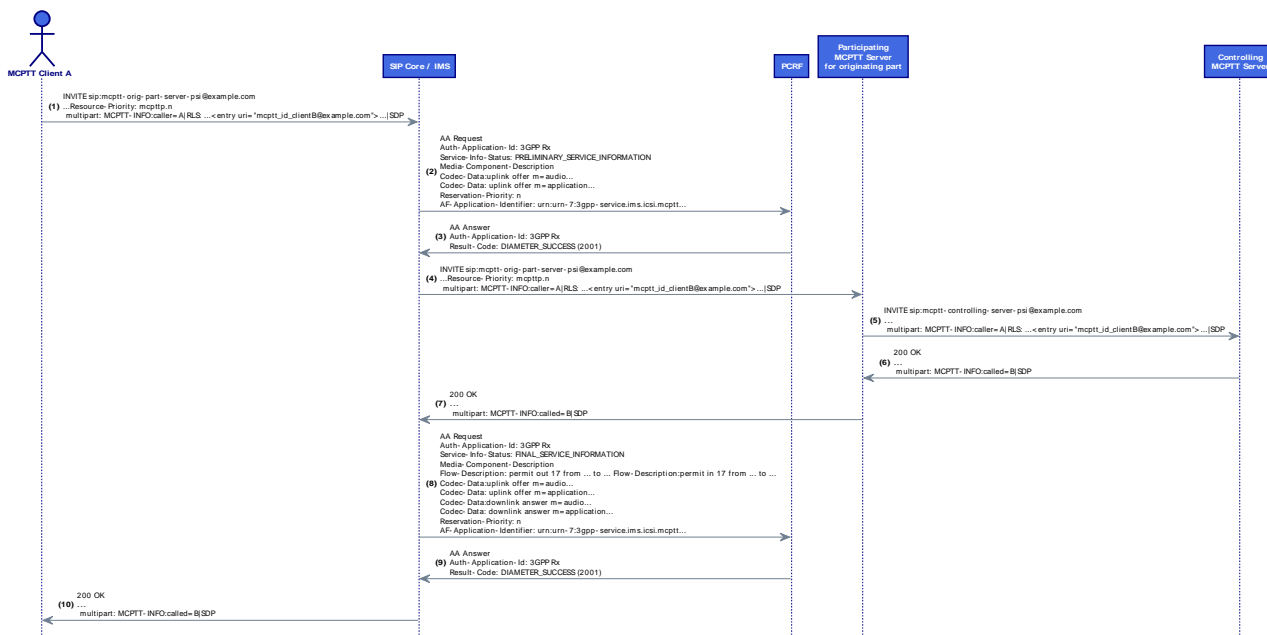 MCPTT Client A
SIP Core / IMS
PCRF
Participating
MCPTT Server
for originating part
Controlling
MCPTT Server
INVITE sip:mcptt-orig-part-server-psi@example.com
(1) ...Resource-Priority: mcpttp.n
multipart: MCPTT-INFO:caller=A|RLS: ...<entry uri="mcptt_id_clientB@example.com">...|SDP
AA Request
Auth-Application-Id: 3GPP Rx
Service-Info-Status: PRELIMINARY_SERVICE_INFORMATION
(2) Media-Component-Description
Codec-Data:uplink offer m=audio...
Codec-Data: uplink offer m=application...
Reservation-Priority: n
AF-Application-Identifier: urn:urn-7:3gpp-service.ims.icsi.mcptt...
AA Answer
(3) Auth-Application-Id: 3GPP Rx
Result-Code: DIAMETER_SUCCESS (2001)
INVITE sip:mcptt-orig-part-server-psi@example.com
(4) ...Resource-Priority: mcpttp.n
multipart: MCPTT-INFO:caller=A|RLS: ...<entry uri="mcptt_id_clientB@example.com">...|SDP
INVITE sip:mcptt-controlling-server-psi@example.com
(5) ...
multipart: MCPTT-INFO:caller=A|RLS: ...<entry uri="mcptt_id_clientB@example.com">...|SDP
200 OK
(6) ...
multipart: MCPTT-INFO:called=B|SDP
200 OK
(7) ...
multipart: MCPTT-INFO:called=B|SDP
AA Request
Auth-Application-Id: 3GPP Rx
Service-Info-Status: FINAL_SERVICE_INFORMATION
Media-Component-Description
Flow-Description: permit out 17 from ... to ... Flow-Description:permit in 17 from ... to ...
(8) Codec-Data:uplink offer m=audio...
Codec-Data: uplink offer m=application...
Codec-Data:downlink answer m=audio...
Codec-Data: downlink answer m=application...
Reservation-Priority: n
AF-Application-Identifier: urn:urn-7:3gpp-service.ims.icsi.mcptt...
AA Answer
(9) Auth-Application-Id: 3GPP Rx
Result-Code: DIAMETER_SUCCESS (2001)
200 OK
(10) ...
multipart: MCPTT-INFO:called=B|SDP